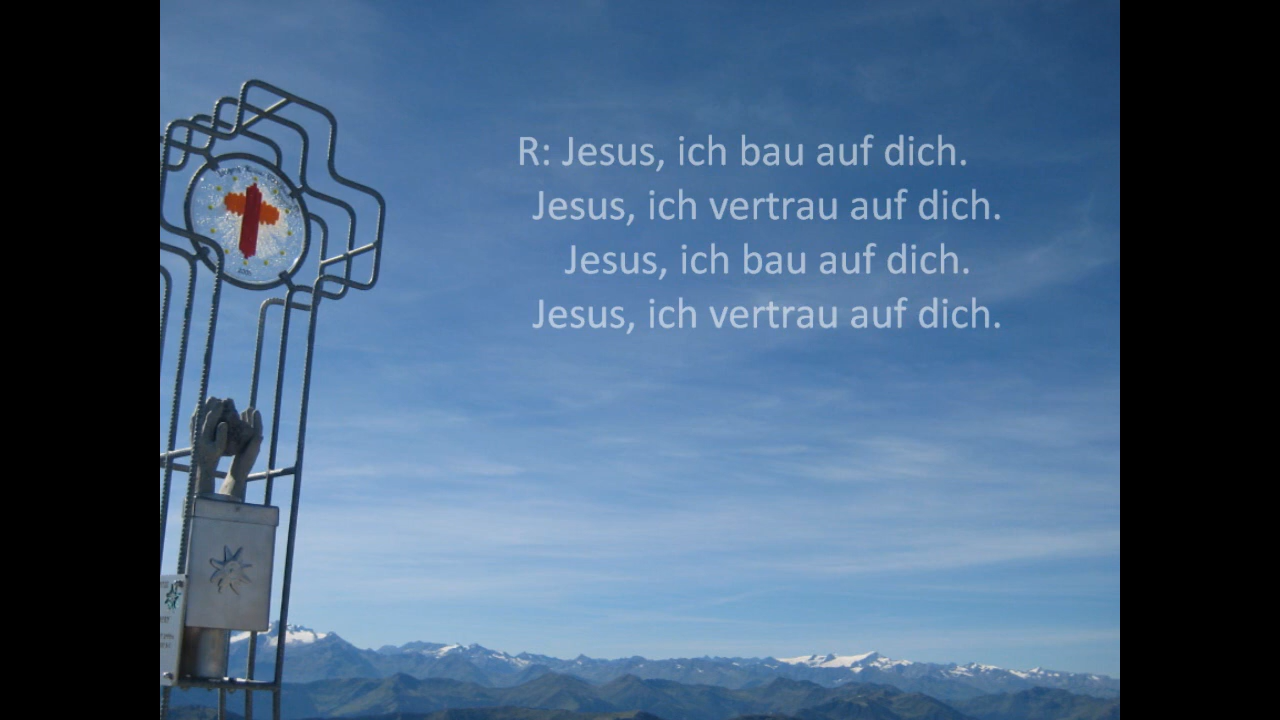 R: Jesus, ich bau auf dich.
Jesus, ich vertrau auf dich.
Jesus, ich bau auf dich.
Jesus, ich vertrau auf dich.